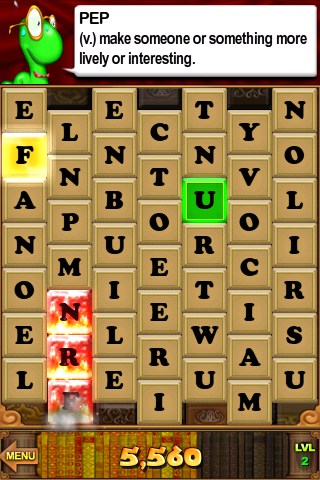 PEP
(v.) make someone or something more
lively or interesting.
E E T N
L C Y
F N N O
N T V
A B U L
P O O
N U R I
M E C
O I T R
N E I
E L W S
R R A
L E U U
I M
MENU 5,560 LVL
2